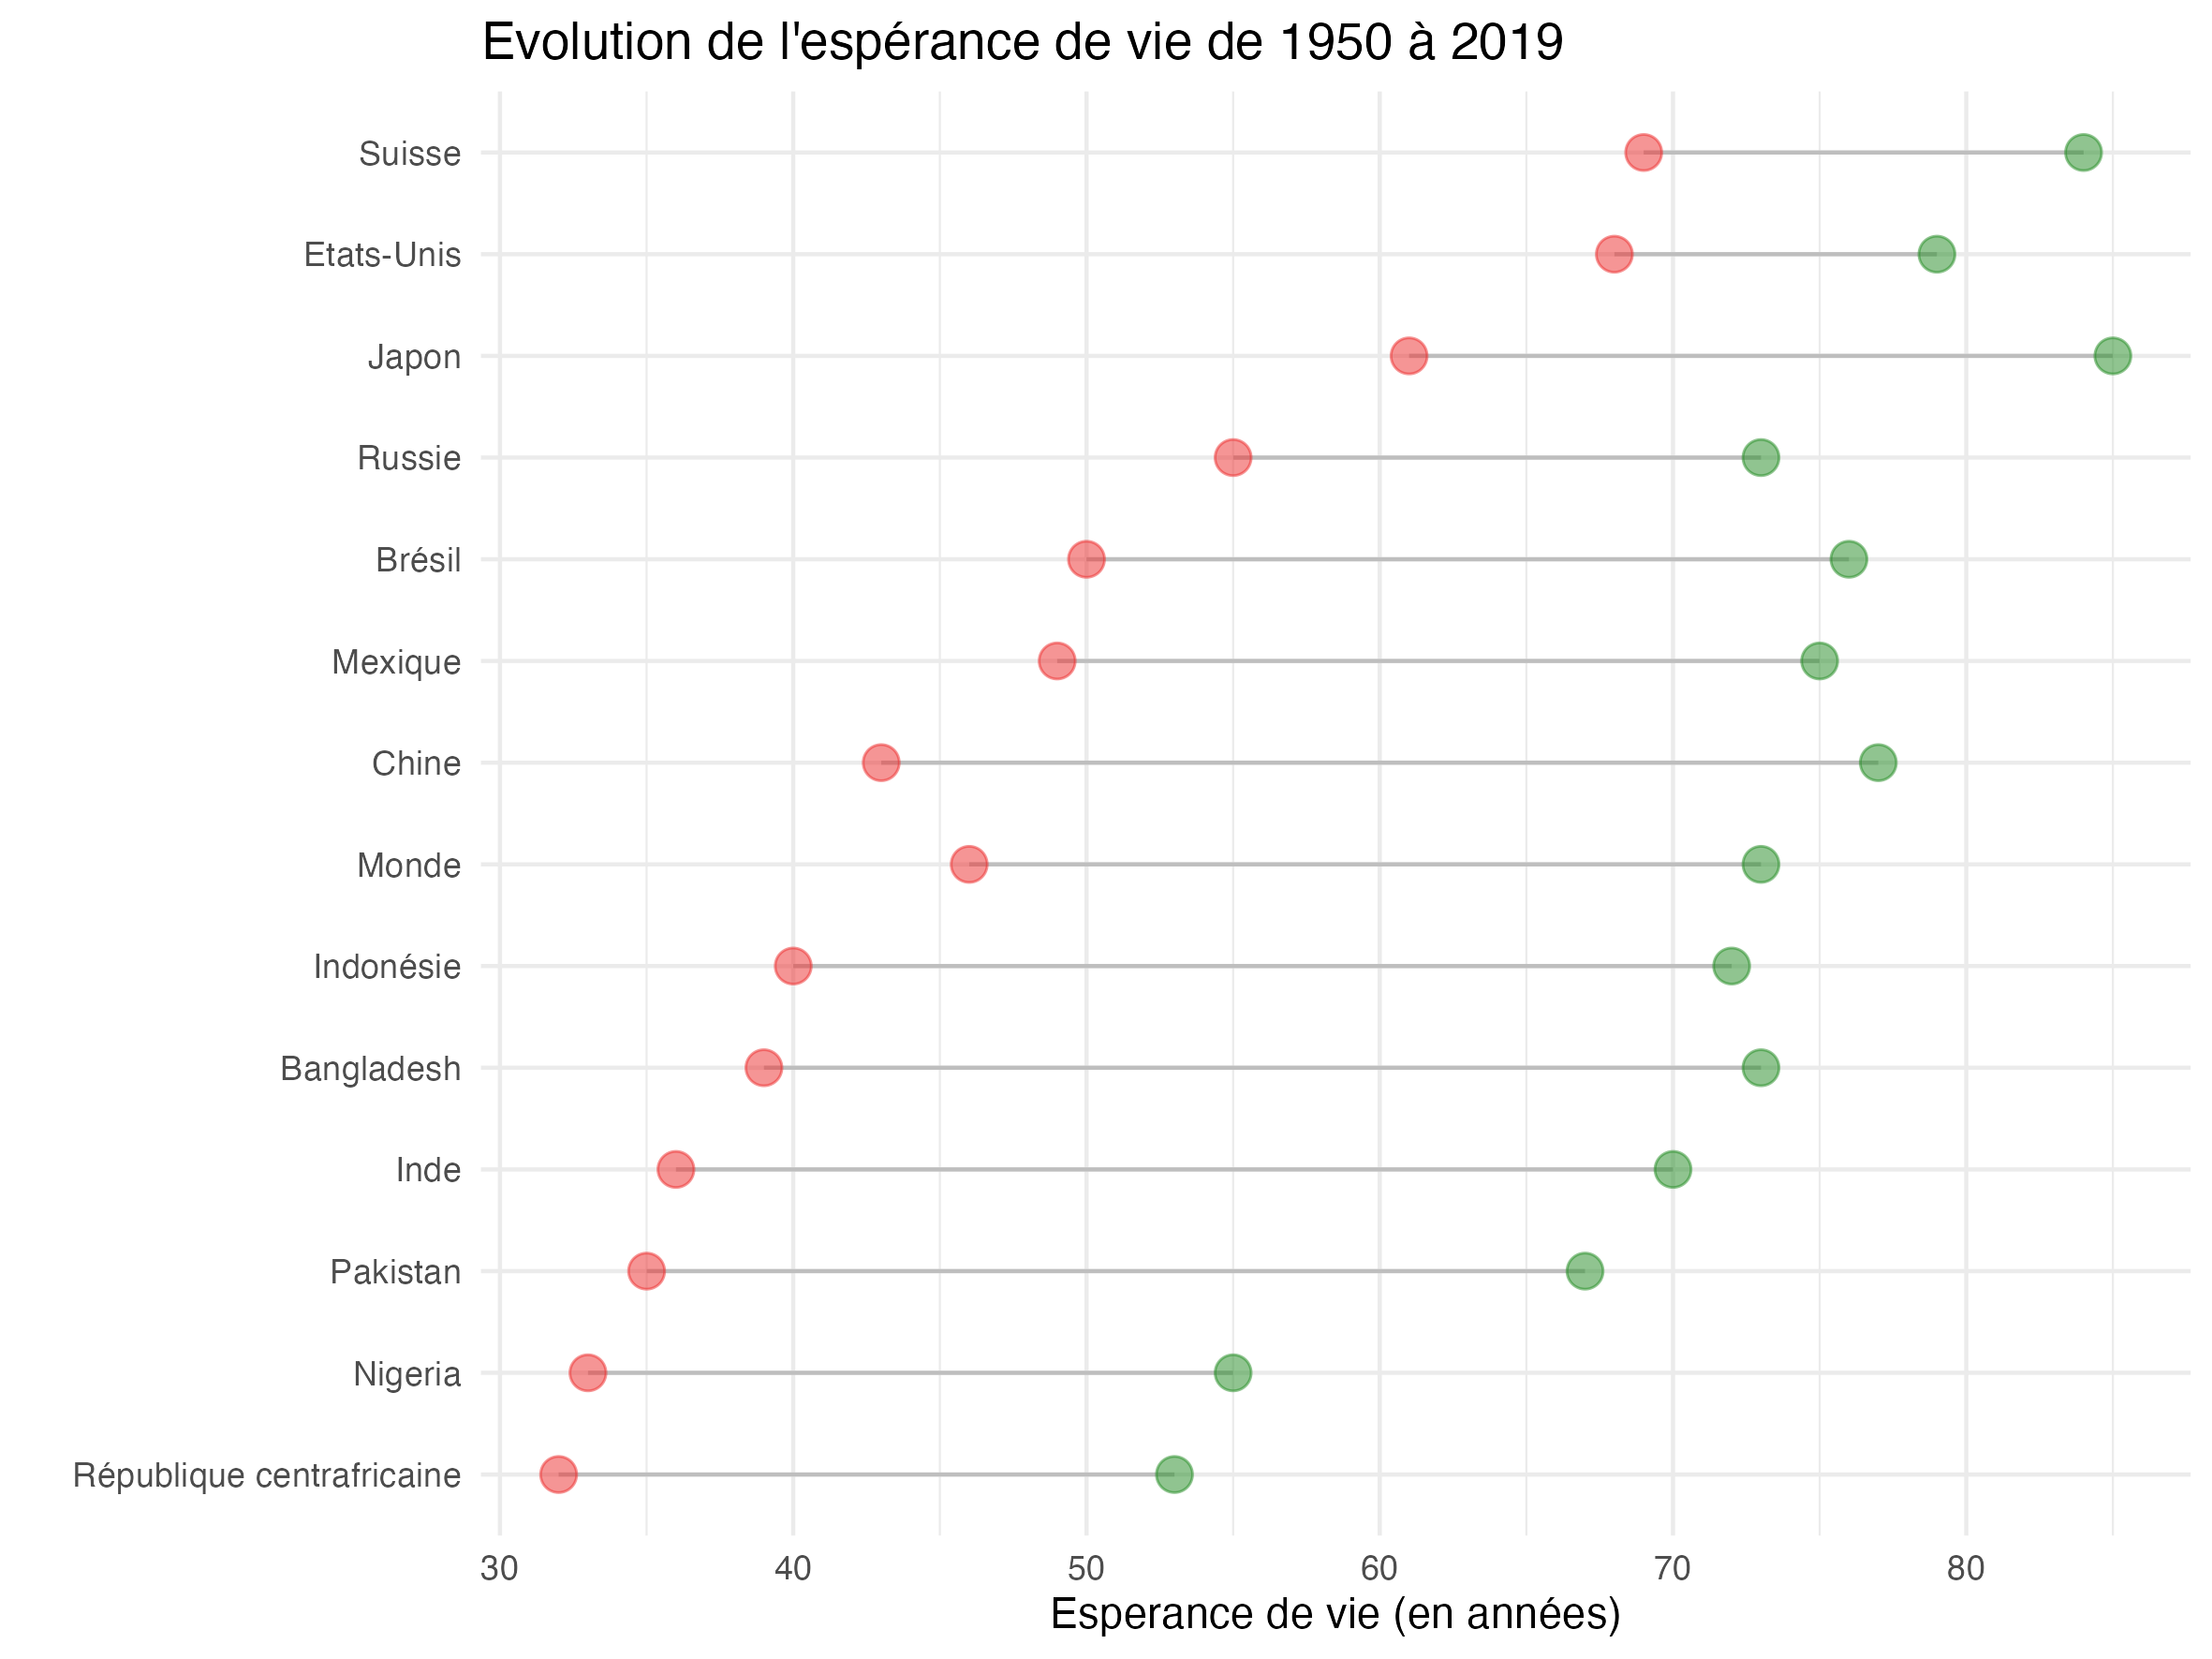 Evolution de l'espérance de vie de 1950 à 2019
Suisse
Etats-Unis
Japon
Russie
Brésil
Mexique
Chine
Monde
Indonésie
Bangladesh
Inde
Pakistan
Nigeria
République centrafricaine
30 40 50 60 70 80
Esperance de vie (en années)